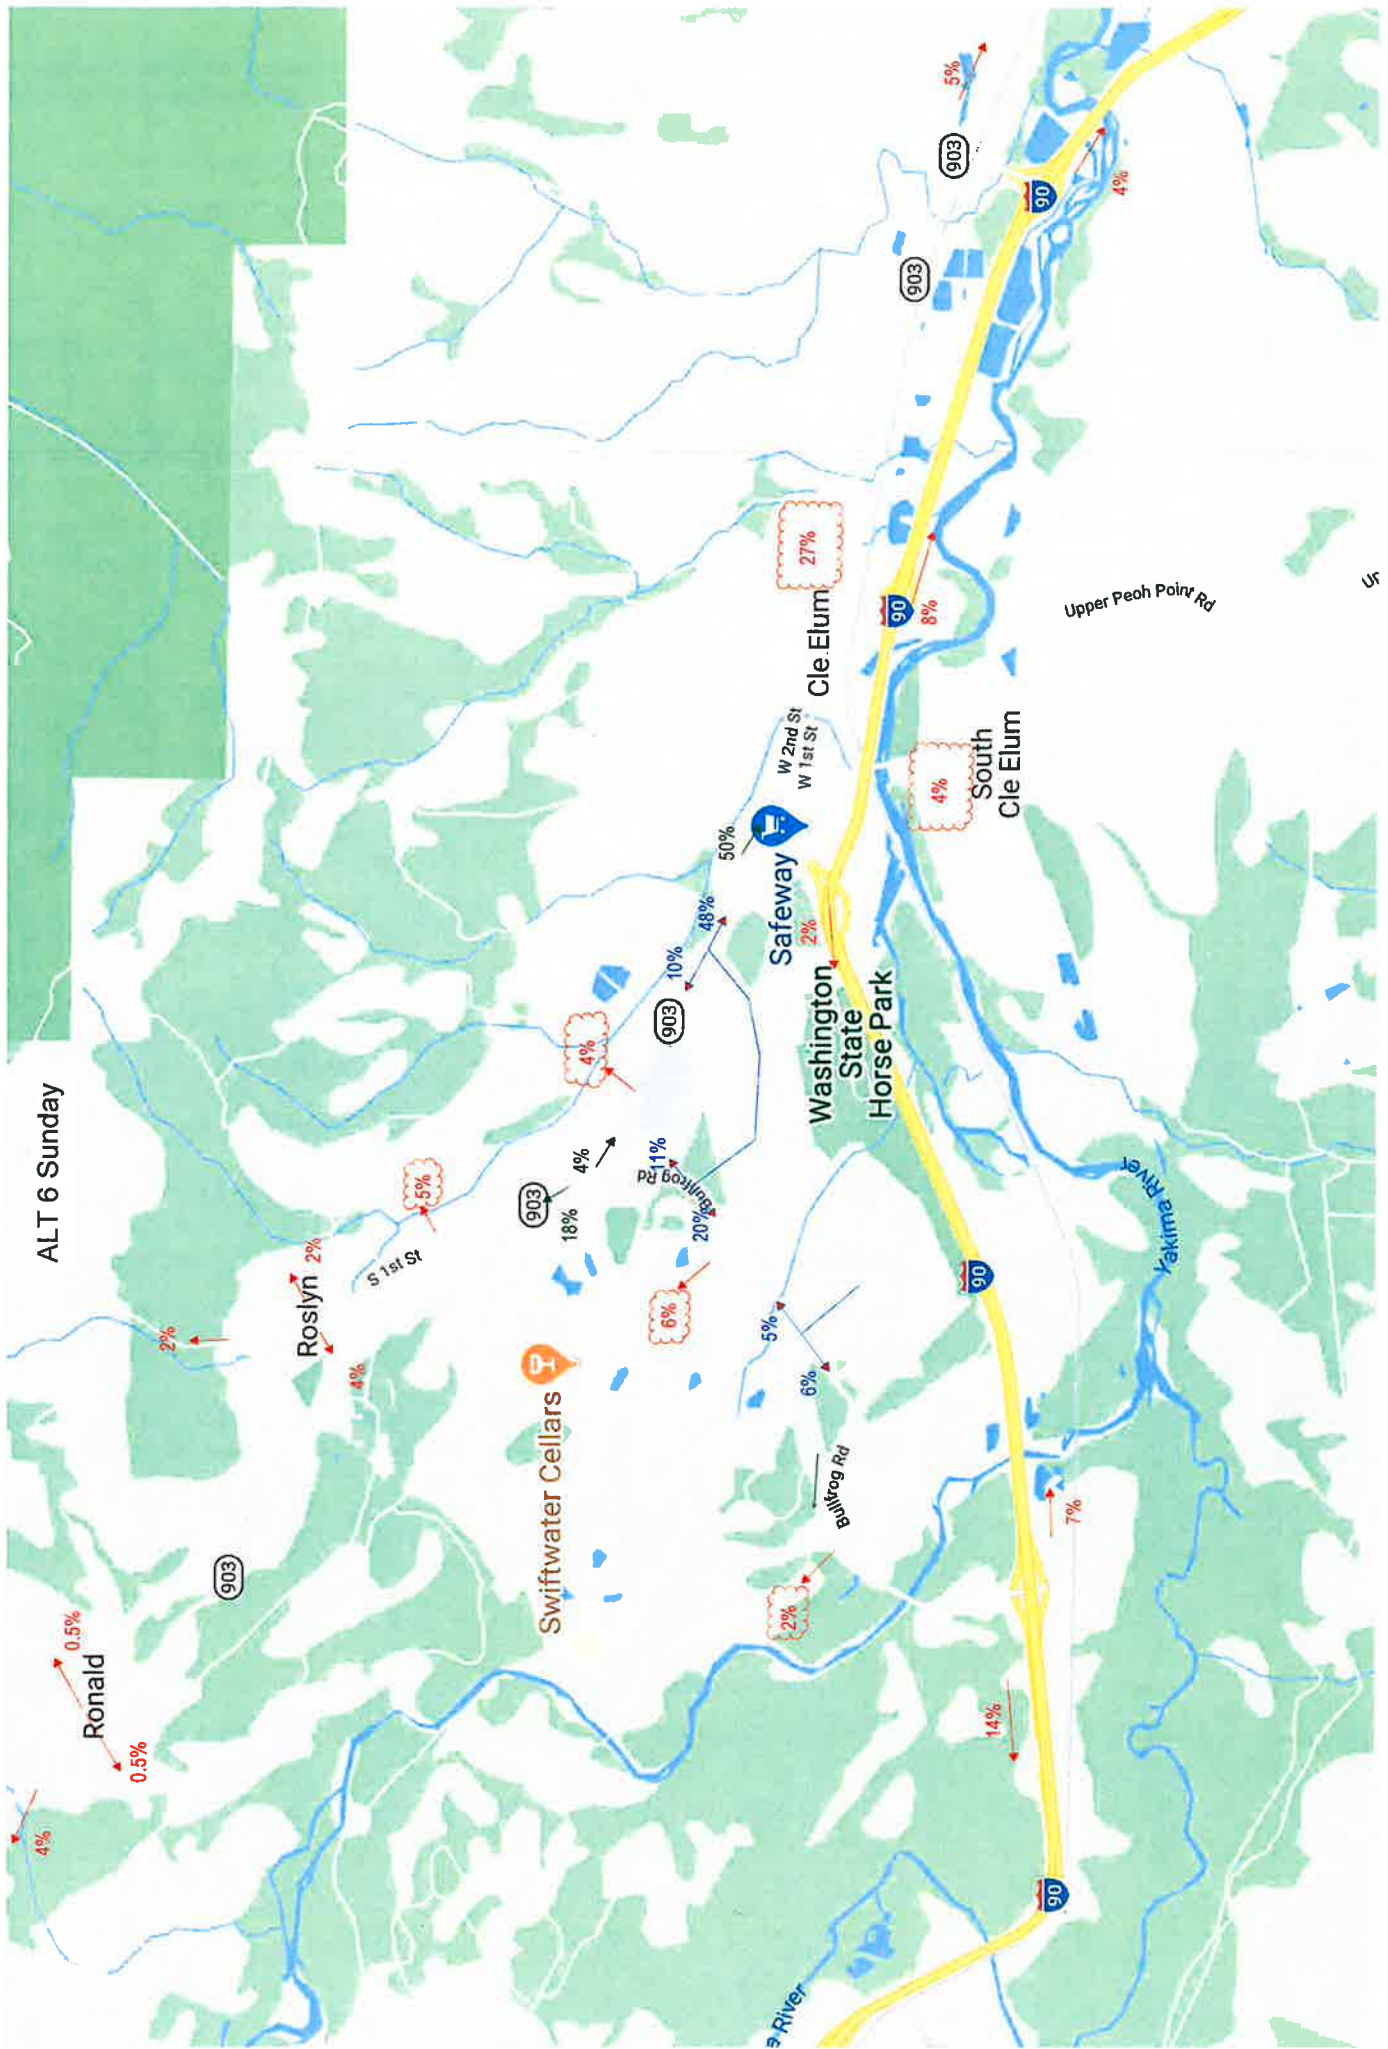 ALT 6 Sunday
4%
0.5%
Ronald
0.5%
903
2%
Roslyn
2%
4%
S 1st St
5%
903
18%
4%
4%
Swiftwater Cellars
6%
20%
Bullfrog Rd
11%
903
10%
48%
50%
Safeway
W 2nd St
W 1st St
Cle Elum
27%
903
903
5%
2%
Bullfrog Rd
6%
5%
Washington
State
Horse Park
2%
90
8%
90
4%
4%
South
Cle Elum
Upper Peoh Point Rd
Up
14%
90
7%
90
Yakima River
River